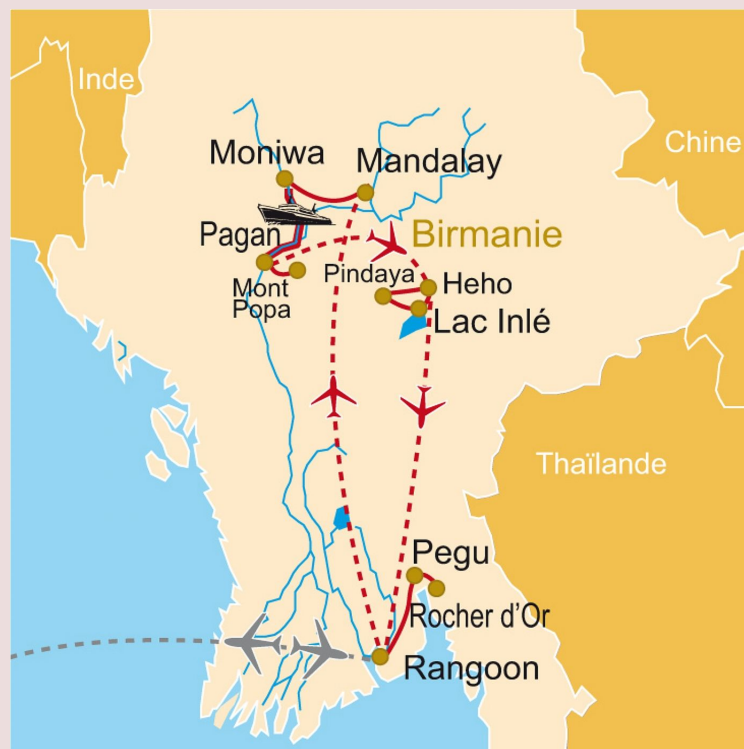 Inde
Chine
Moniwa
Mandalay
Pagan
Birmanie
Pindaya
Heho
Mont
Popa
Lac Inlé
Thaïlande
Pegu
Rocher d'Or
Rangoon